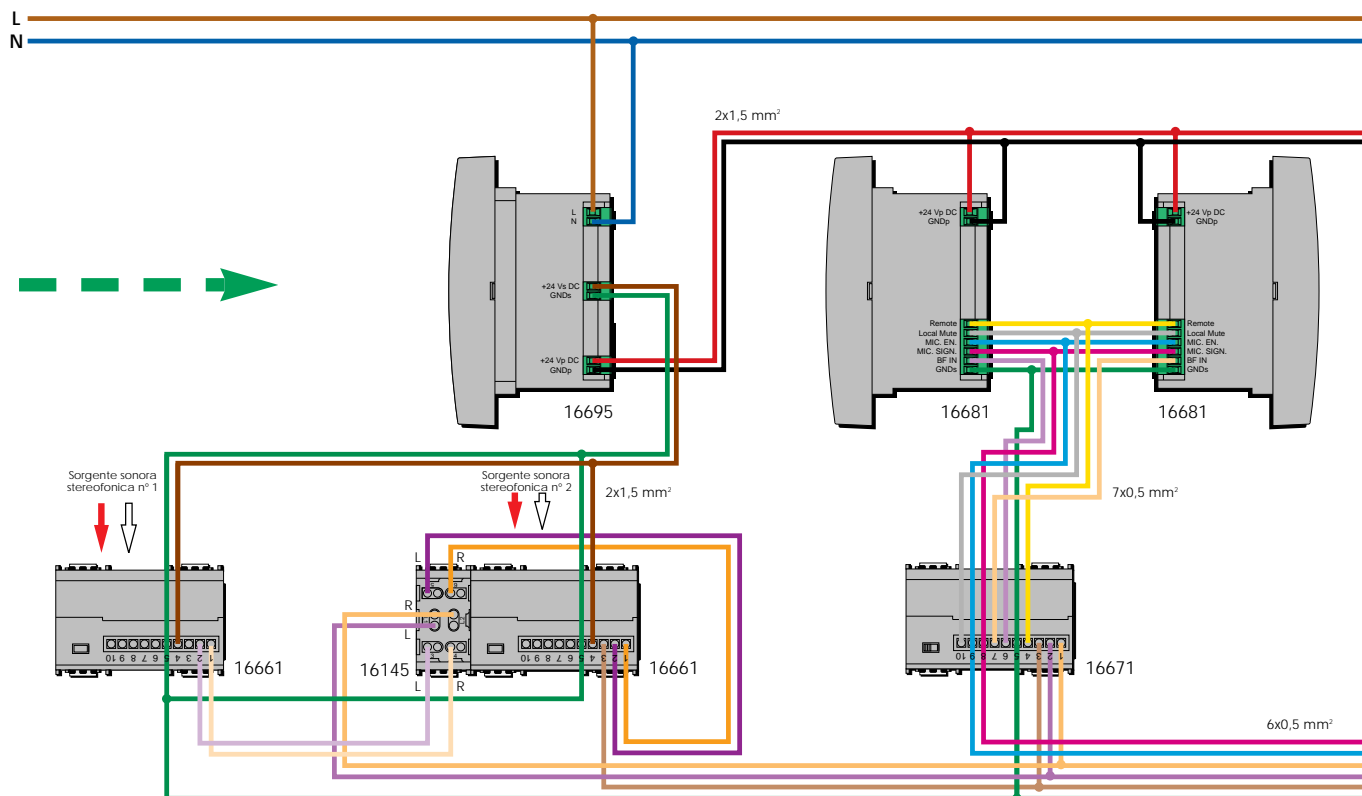 L
N
2x1,5 mm²
L
N
+24 Vs DC
GNDs
+24 Vp DC
GNDp
16695
+24 Vp DC
GNDp
Remote
Local Mute
MIC. EN.
MIC. SIGN.
BF IN
GNDs
16681
+24 Vp DC
GNDp
Remote
Local Mute
MIC. EN.
MIC. SIGN.
BF IN
GNDs
16681
Sorgente sonora
stereofonica n° 1
Sorgente sonora
stereofonica n° 2
2x1,5 mm²
7x0,5 mm²
L R
R
L
L R
10 9 8 7 6 5 4 3 2 1
16661
16145
10 9 8 7 6 5 4 3 2 1
16661
10 9 8 7 6 5 4 3 2 1
16671
6x0,5 mm²